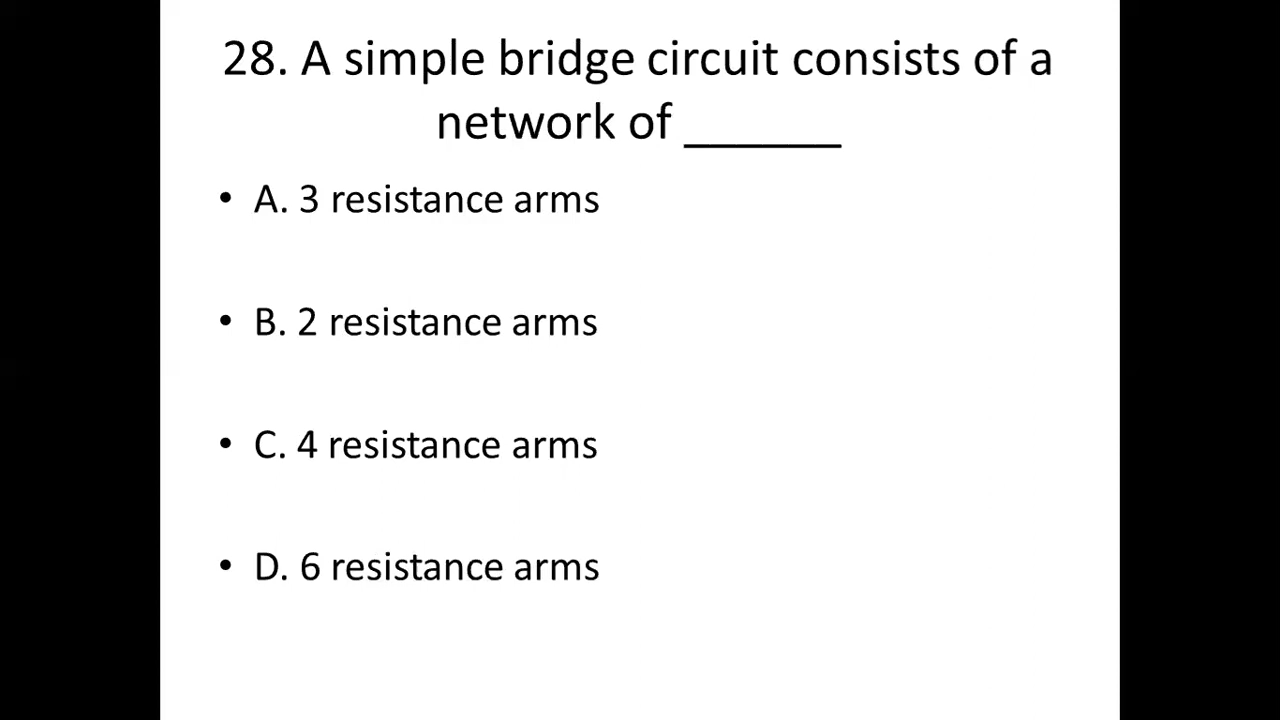 28. A simple bridge circuit consists of a
network of ______
• A. 3 resistance arms
• B. 2 resistance arms
• C. 4 resistance arms
• D. 6 resistance arms